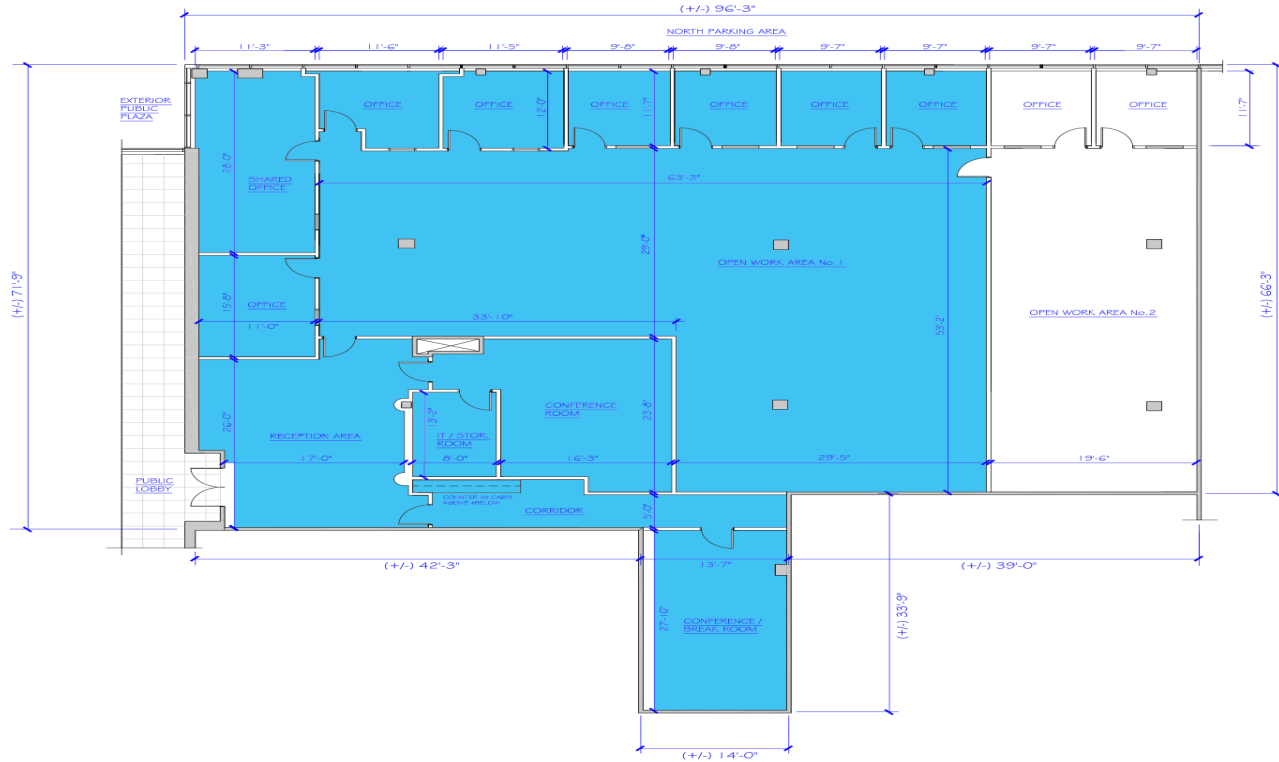 (+/-) 96'-3"
NORTH PARKING AREA
11'-3"
11'-6"
11'-5"
9'-8"
9'-8"
9'-7"
9'-7"
9'-7"
9'-7"
EXTERIOR
PUBLIC
PLAZA
OFFICE
OFFICE
OFFICE
OFFICE
OFFICE
OFFICE
OFFICE
OFFICE
12'-0"
11'-7"
11'-7"
28'-0"
SHARED
OFFICE
63'-3"
29'-0"
OPEN WORK AREA No. 1
(+/-) 71'-9"
(+/-) 66'-3"
15'-8"
OFFICE
11'-0"
33'-10"
53'-2"
OPEN WORK AREA No.2
26'-0"
RECEPTION AREA
13'-2"
IT / STOR.
ROOM
CONFERENCE
ROOM
23'-8"
17'-0"
8'-0"
16'-3"
29'-5"
19'-6"
PUBLIC
LOBBY
COUNTER W/ CABS
ABOVE &BELOW
CORRIDOR
5'-0"
(+/-) 42'-3"
13'-7"
(+/-) 39'-0"
27'-10"
CONFERENCE /
BREAK ROOM
(+/-) 33'-9"
(+/-) 14'-0"